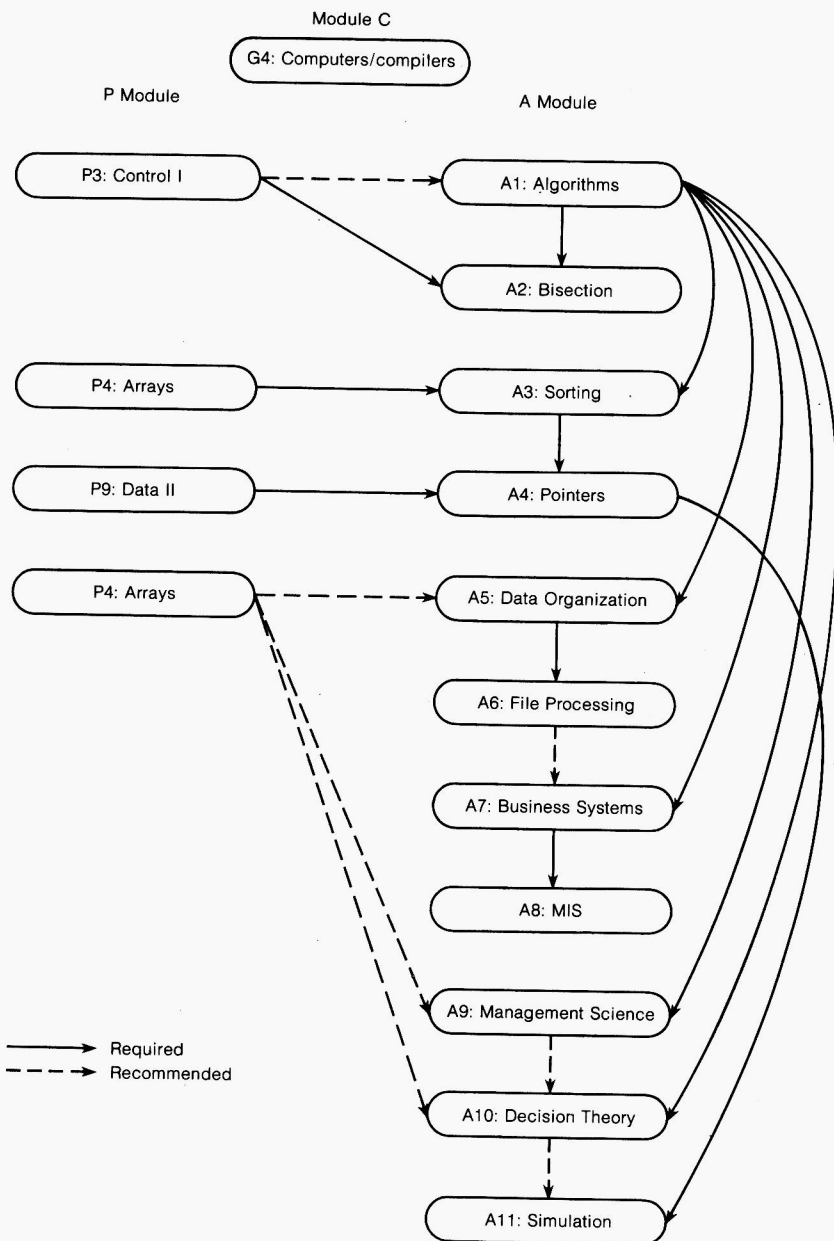 Module C
G4: Computers/compilers
P Module
A Module
P3: Control I
A1: Algorithms
A2: Bisection
P4: Arrays
A3: Sorting
P9: Data II
A4: Pointers
P4: Arrays
A5: Data Organization
A6: File Processing
A7: Business Systems
A8: MIS
A9: Management Science
Required
Recommended
A10: Decision Theory
A11: Simulation